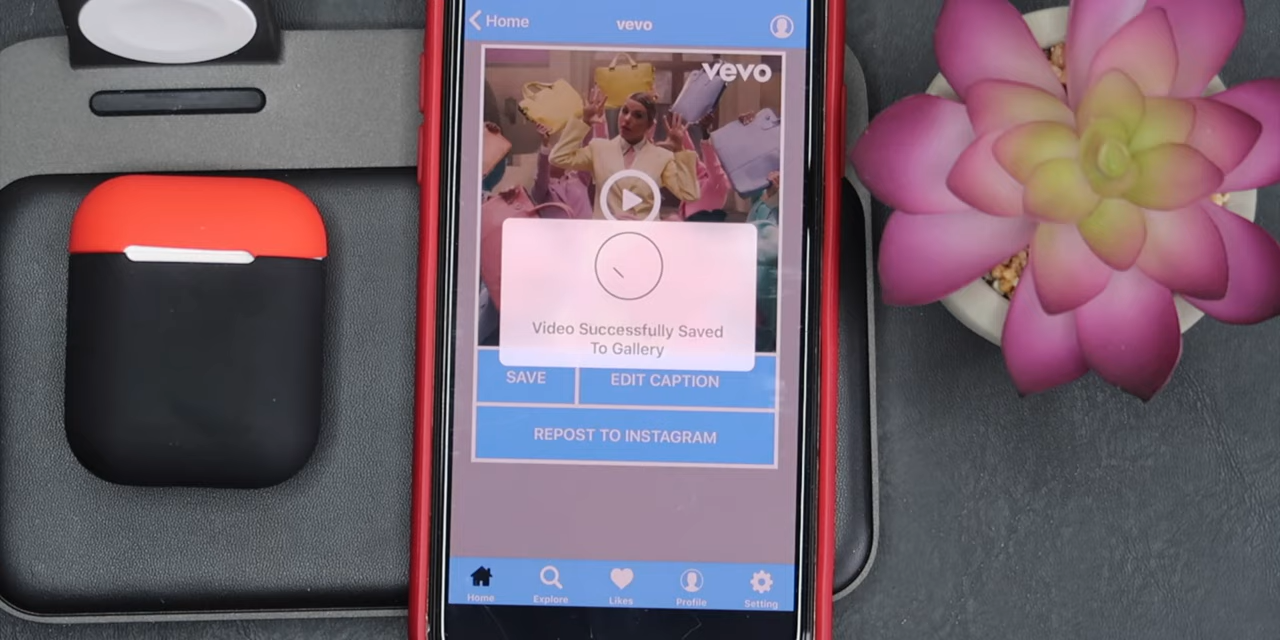 Home
vevo
vevo
Video Successfully Saved
To Gallery
SAVE
EDIT CAPTION
REPOST TO INSTAGRAM
Home
Explore
Likes
Profile
Setting